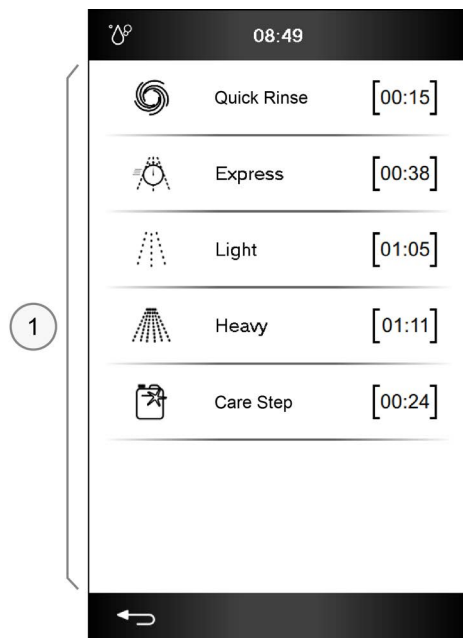 08:49
Quick Rinse [00:15]
Express [00:38]
Light [01:05]
1 Heavy [01:11]
Care Step [00:24]